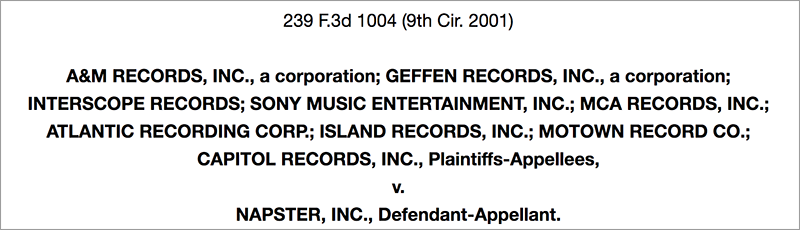 239 F.3d 1004 (9th Cir. 2001)
A&M RECORDS, INC., a corporation; GEFFEN RECORDS, INC., a corporation;
INTERSCOPE RECORDS; SONY MUSIC ENTERTAINMENT, INC.; MCA RECORDS, INC.;
ATLANTIC RECORDING CORP.; ISLAND RECORDS, INC.; MOTOWN RECORD CO.;
CAPITOL RECORDS, INC., Plaintiffs-Appellees,
v.
NAPSTER, INC., Defendant-Appellant.